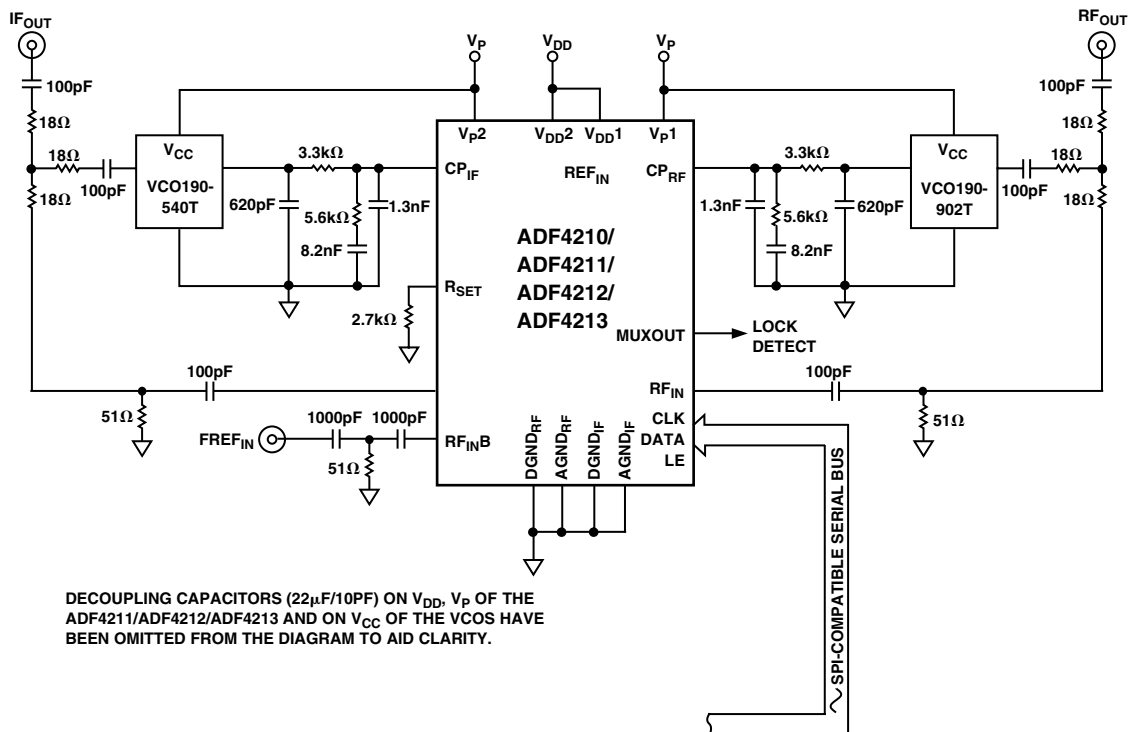 IFOUT
RFOUT
VP
VDD
VP
100pF
100pF
18Ω
18Ω
VP2
VDD2
VDD1
VP1
18Ω
100pF
18Ω
VCC
VCO190-
540T
3.3kΩ
620pF
5.6kΩ
8.2nF
1.3nF
CPIF
REFIN
CPRF
3.3kΩ
1.3nF
5.6kΩ
8.2nF
620pF
VCC
VCO190-
902T
18Ω
100pF
18Ω
ADF4210/
ADF4211/
ADF4212/
ADF4213
RSET
2.7kΩ
MUXOUT
LOCK
DETECT
100pF
51Ω
RFIN
100pF
51Ω
FREFIN
1000pF
1000pF
51Ω
RFINB
CLK
DATA
LE
DGNDRF
AGNDRF
DGNDIF
AGNDIF
SPI-COMPATIBLE SERIAL BUS
DECOUPLING CAPACITORS (22μF/10PF) ON VDD, VP OF THE
ADF4211/ADF4212/ADF4213 AND ON VCC OF THE VCOS HAVE
BEEN OMITTED FROM THE DIAGRAM TO AID CLARITY.